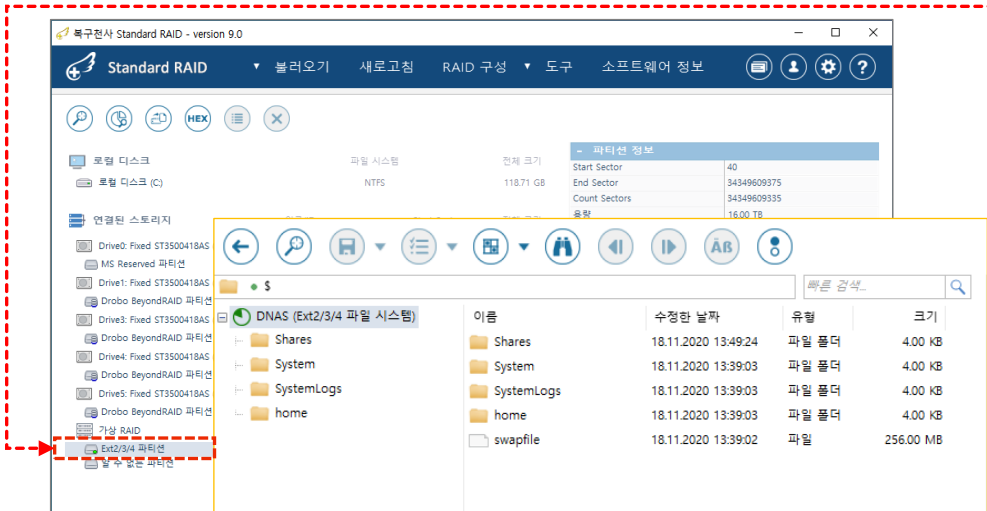 복구천사 Standard RAID - version 9.0
Standard RAID
불러오기 새로고침 RAID 구성 도구 소프트웨어 정보
HEX
로컬 디스크 파일 시스템 전체 크기
로컬 디스크 (C:) NTFS 118.71 GB
연결된 스토리지
Drive0: Fixed ST3500418AS
MS Reserved 파티션
Drive1: Fixed ST3500418AS
Drobo BeyondRAID 파티션
Drive3: Fixed ST3500418AS
Drobo BeyondRAID 파티션
Drive4: Fixed ST3500418AS
Drobo BeyondRAID 파티션
Drive5: Fixed ST3500418AS
Drobo BeyondRAID 파티션
가상 RAID
Ext2/3/4 파티션
알 수 없는 파티션
- 파티션 정보
Start Sector 40
End Sector 34349609375
Count Sectors 34349609335
용량 16.00 TB
Äß
$
빠른 검색...
DNAS (Ext2/3/4 파일 시스템)
Shares
System
SystemLogs
home
이름 수정한 날짜 유형 크기
Shares 18.11.2020 13:49:24 파일 폴더 4.00 KB
System 18.11.2020 13:39:03 파일 폴더 4.00 KB
SystemLogs 18.11.2020 13:39:03 파일 폴더 4.00 KB
home 18.11.2020 13:39:03 파일 폴더 4.00 KB
swapfile 18.11.2020 13:39:02 파일 256.00 MB